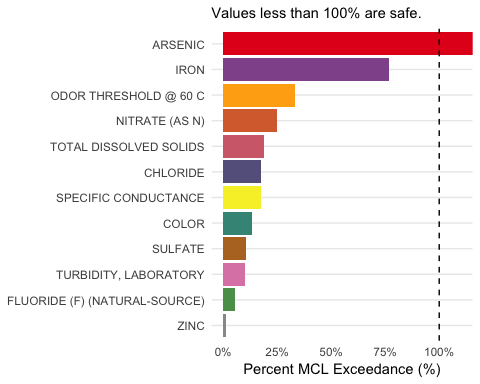 Values less than 100% are safe.
ARSENIC
IRON
ODOR THRESHOLD @ 60 C
NITRATE (AS N)
TOTAL DISSOLVED SOLIDS
CHLORIDE
SPECIFIC CONDUCTANCE
COLOR
SULFATE
TURBIDITY, LABORATORY
FLUORIDE (F) (NATURAL-SOURCE)
ZINC
0% 25% 50% 75% 100%
Percent MCL Exceedance (%)